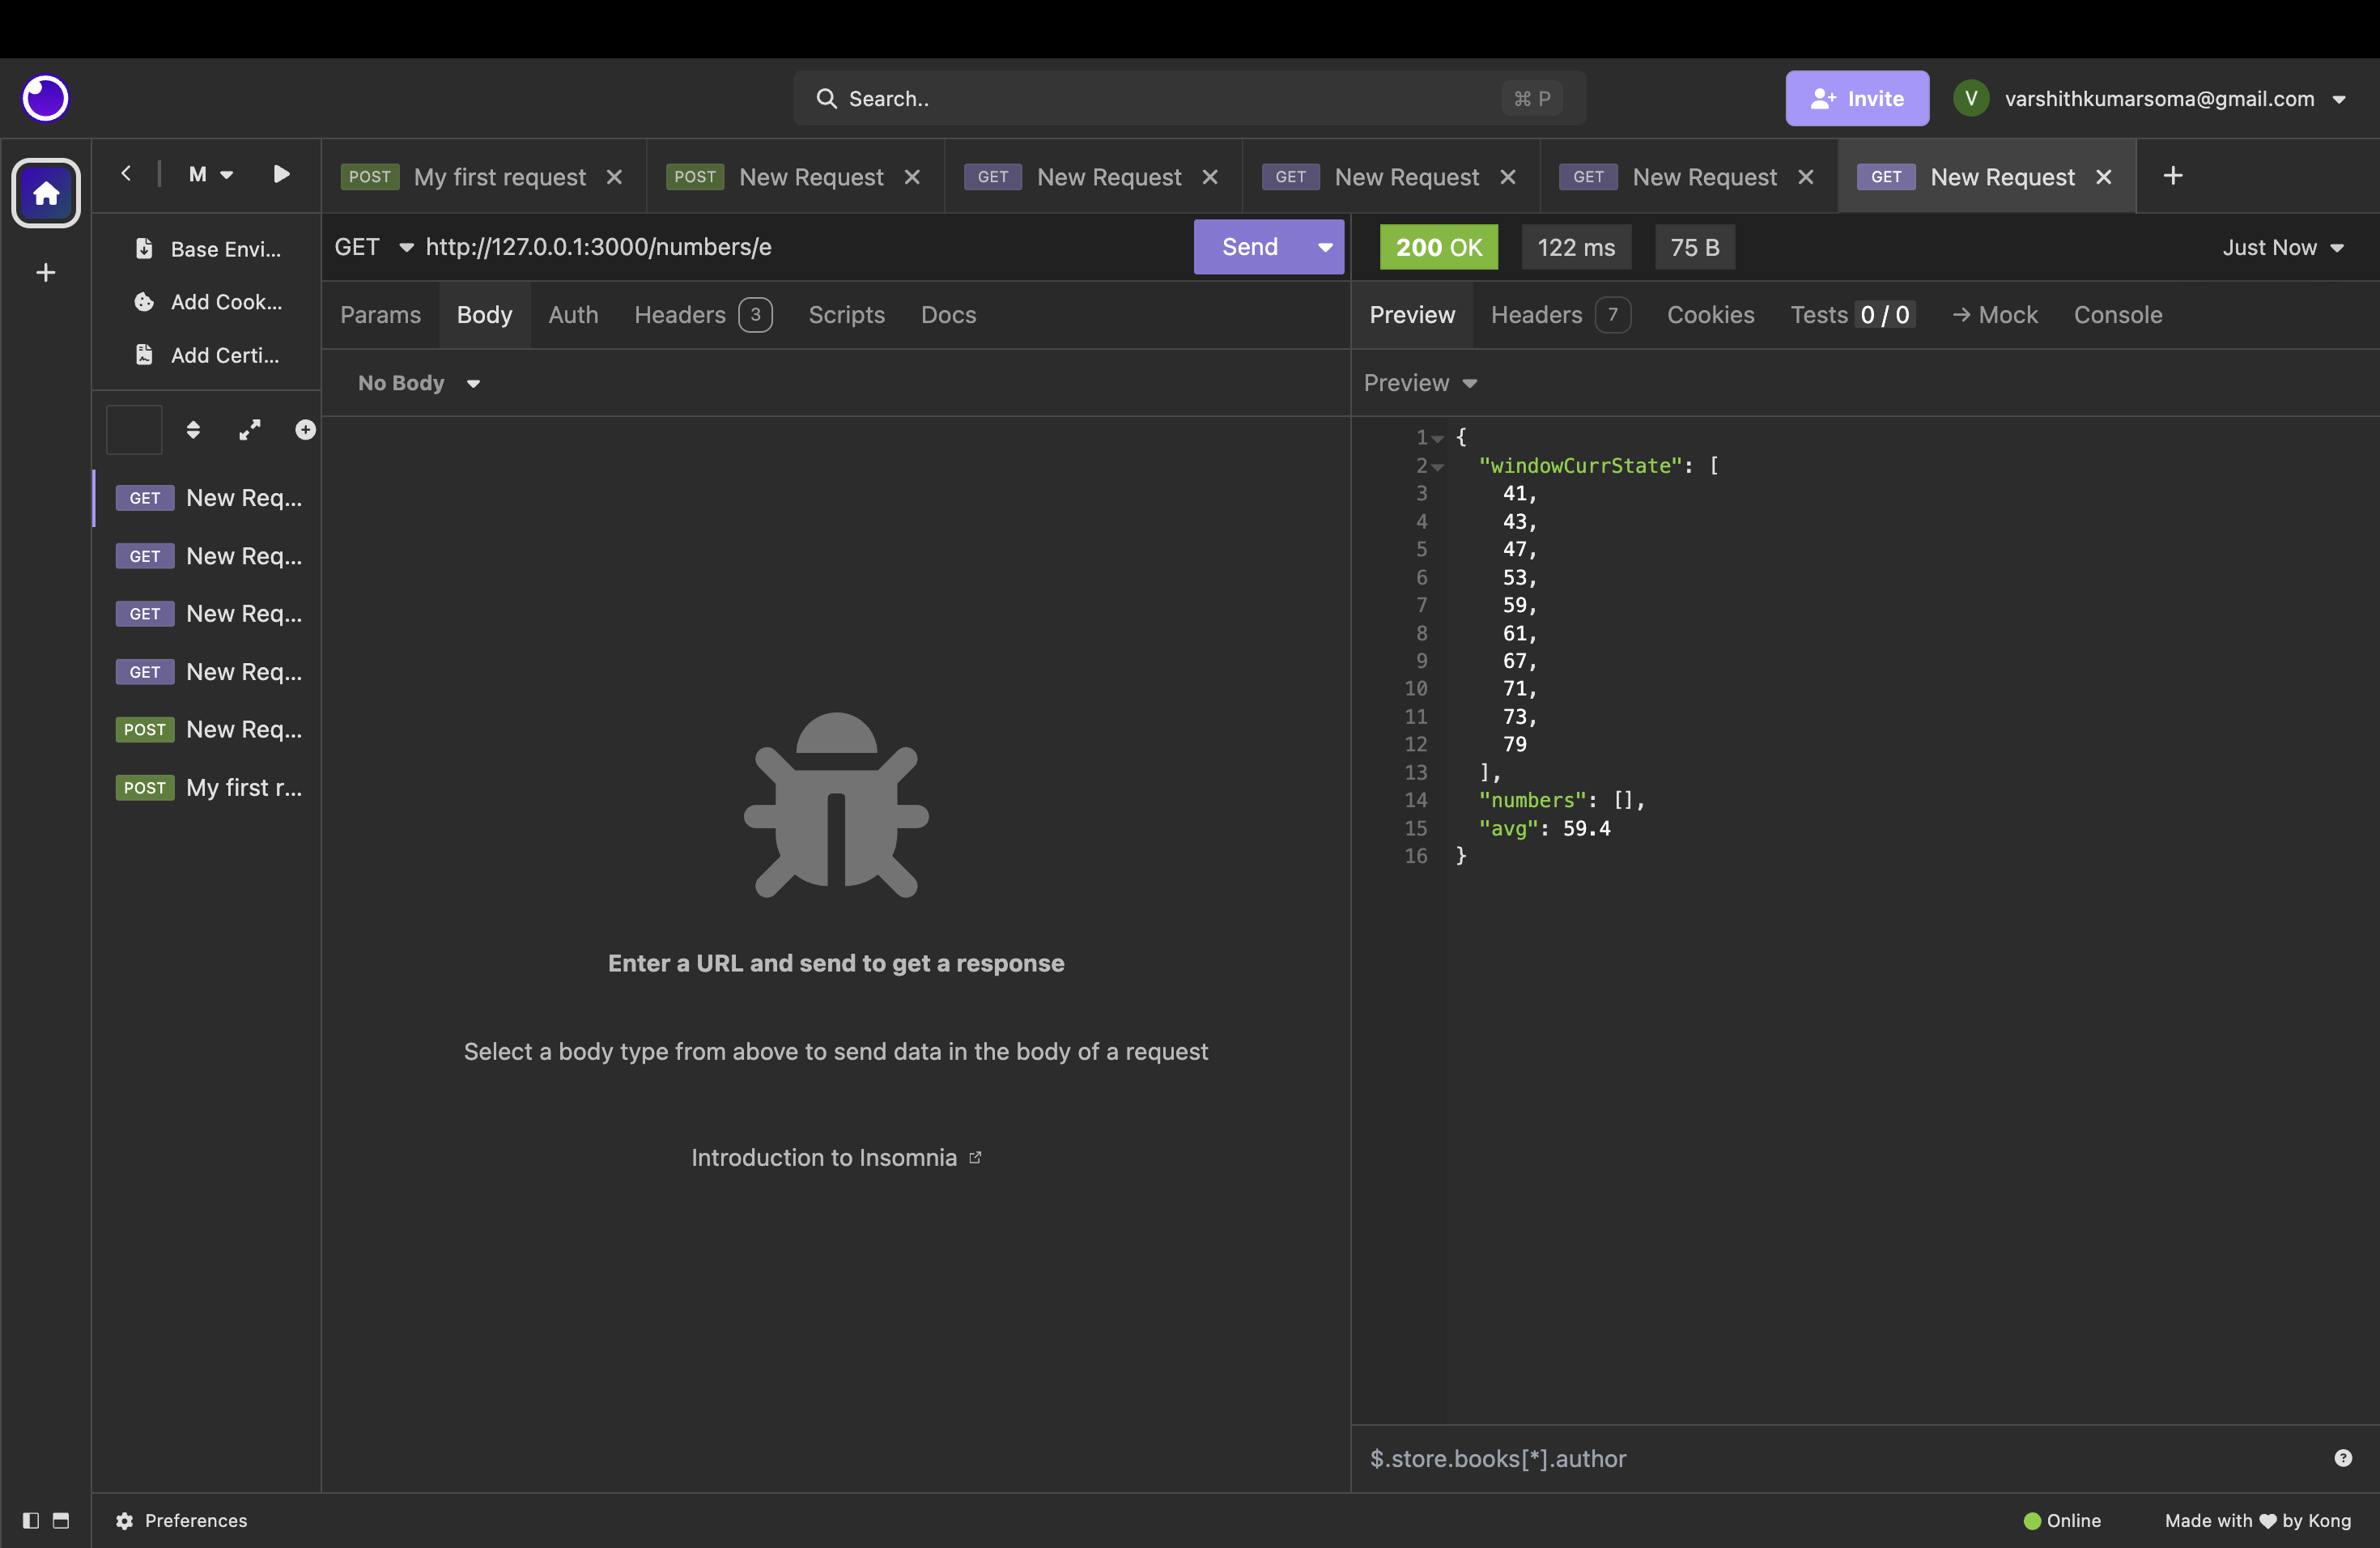 Search..
⌘ P
Invite
V
varshithkumarsoma@gmail.com
M
POST My first request
POST New Request
GET New Request
GET New Request
GET New Request
GET New Request
Base Envi...
Add Cook...
Add Certi...
GET New Req...
GET New Req...
GET New Req...
GET New Req...
POST New Req...
POST My first r...
GET http://127.0.0.1:3000/numbers/e
Send
Params Body Auth Headers 3 Scripts Docs
No Body
Enter a URL and send to get a response
Select a body type from above to send data in the body of a request
Introduction to Insomnia
200 OK 122 ms 75 B
Just Now
Preview Headers 7 Cookies Tests 0 / 0 → Mock Console
Preview
1 {
2 "windowCurrState": [
3 41,
4 43,
5 47,
6 53,
7 59,
8 61,
9 67,
10 71,
11 73,
12 79
13 ],
14 "numbers": [],
15 "avg": 59.4
16 }
$.store.books[*].author
?
Preferences
Online
Made with ♥ by Kong